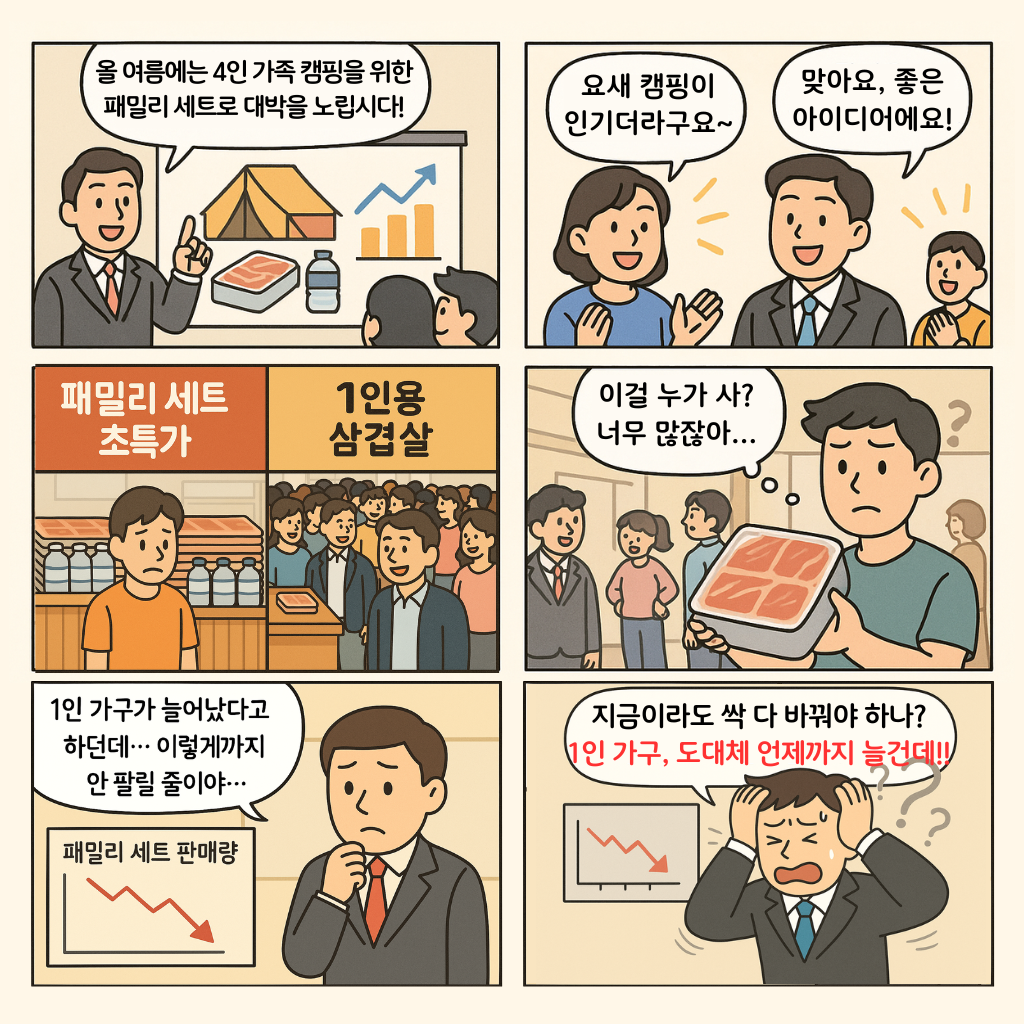 올 여름에는 4인 가족 캠핑을 위한
패밀리 세트로 대박을 노립시다!
요새 캠핑이
인기더라구요~
맞아요, 좋은
아이디어에요!
패밀리 세트
초특가
1인용
삼겹살
이걸 누가 사?
너무 많잖아...
?
1인 가구가 늘어났다고
하던데… 이렇게까지
안 팔릴 줄이야…
패밀리 세트 판매량
지금이라도 싹 다 바꿔야 하나?
1인 가구, 도대체 언제까지 늘건데!!
? ? ?